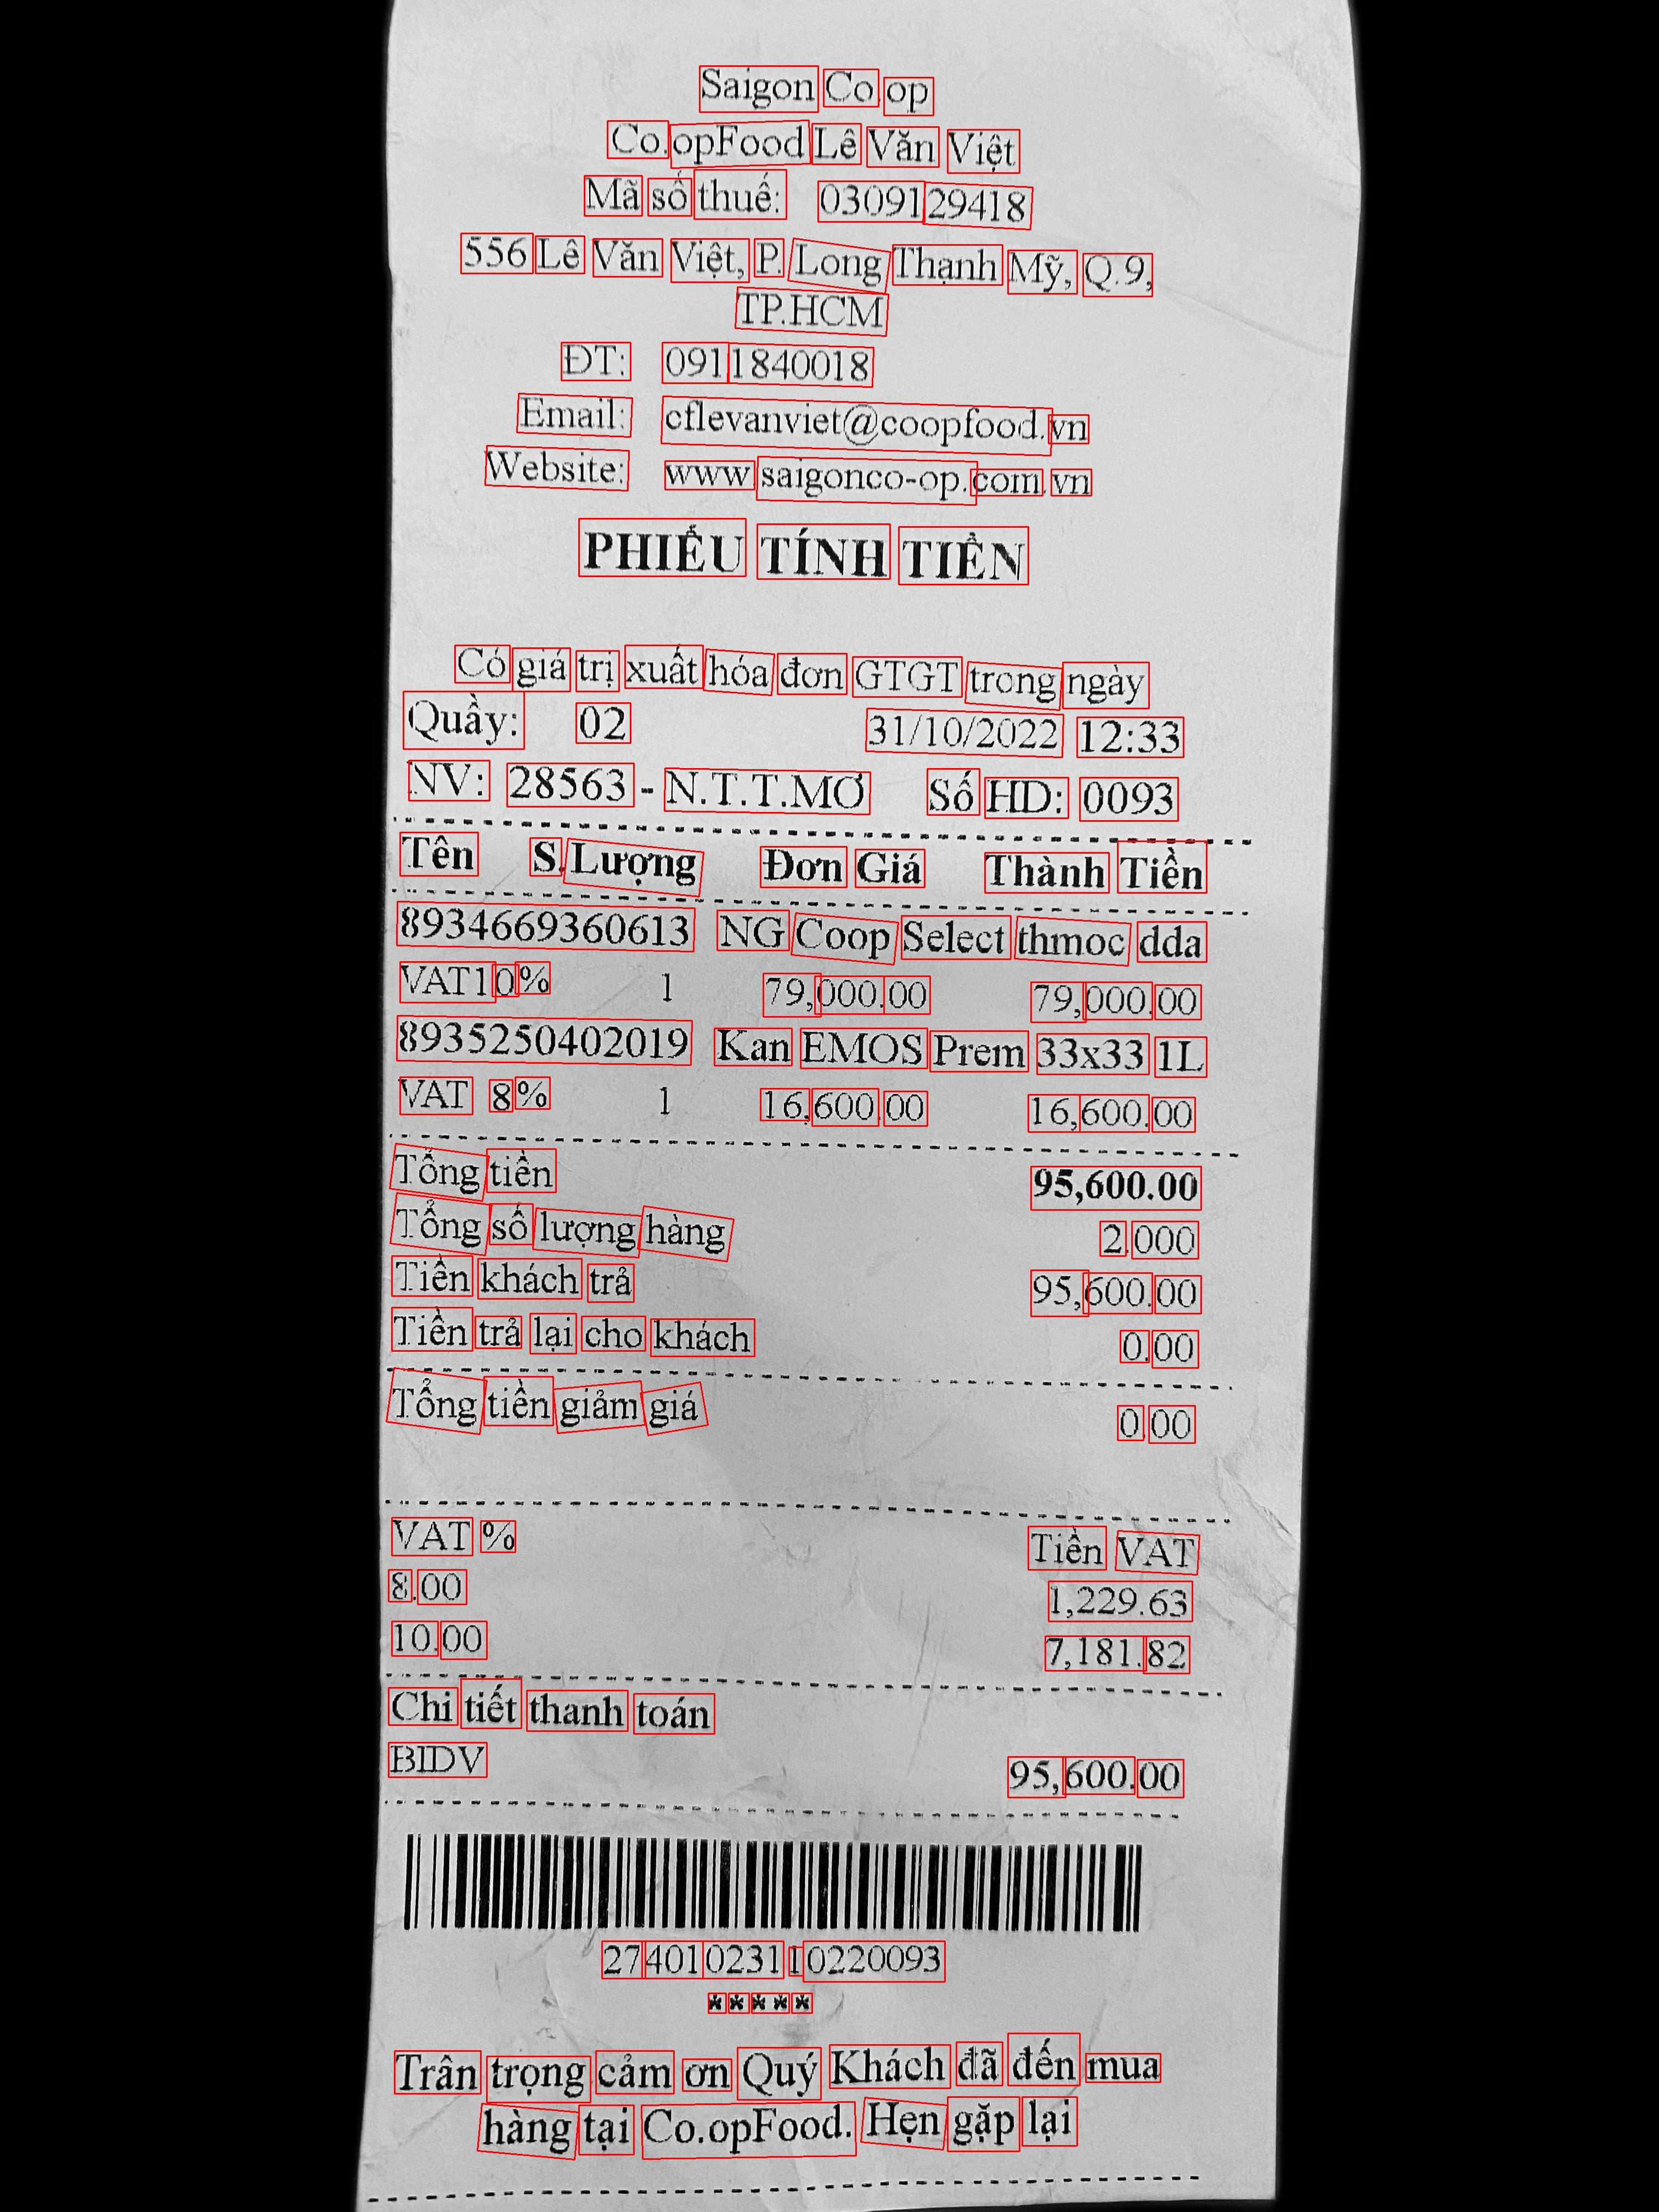 Saigon Co.op
Co.opFood Lê Văn Việt
Mã số thuế: 0309129418
556 Lê Văn Việt, P. Long Thạnh Mỹ, Q.9,
TP.HCM
ĐT: 0911840018
Email: cflevanviet@coopfood.vn
Website: www.saigonco-op.com.vn
PHIẾU TÍNH TIỀN
Có giá trị xuất hóa đơn GTGT trong ngày
Quầy: 02 31/10/2022 12:33
NV: 28563 - N.T.T.MƠ Số HD: 0093
Tên S.Lượng Đơn Giá Thành Tiền
8934669360613 NG Coop Select thmoc dda
VAT10% 1 79,000.00 79,000.00
8935250402019 Kan EMOS Prem 33x33 1L
VAT 8% 1 16,600.00 16,600.00
Tổng tiền 95,600.00
Tổng số lượng hàng 2.000
Tiền khách trả 95,600.00
Tiền trả lại cho khách 0.00
Tổng tiền giảm giá 0.00
VAT % Tiền VAT
8.00 1,229.63
10.00 7,181.82
Chi tiết thanh toán
BIDV 95,600.00
27401023110220093
*****
Trân trọng cảm ơn Quý Khách đã đến mua
hàng tại Co.opFood. Hẹn gặp lại